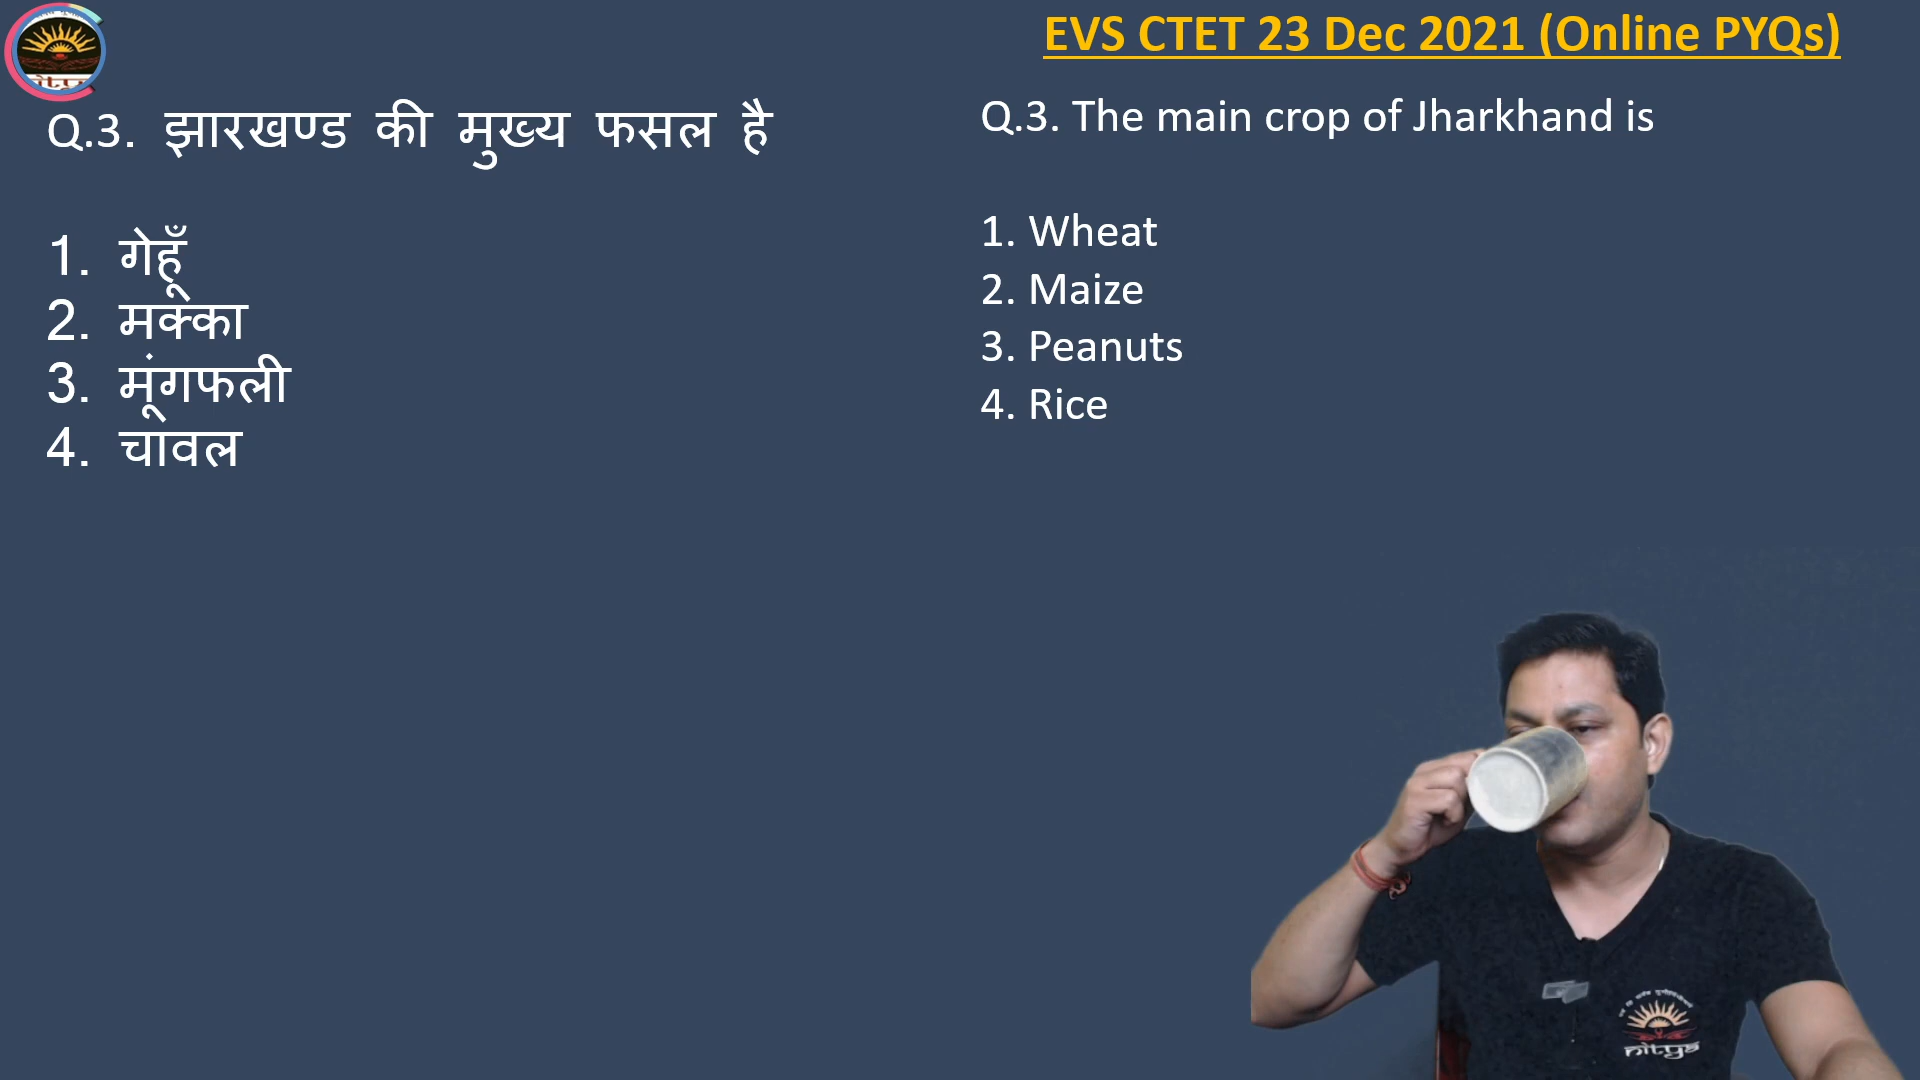 EVS CTET 23 Dec 2021 (Online PYQs)
Q.3. झारखण्ड की मुख्य फसल है
1. गेहूँ
2. मक्का
3. मूंगफली
4. चावल
Q.3. The main crop of Jharkhand is
1. Wheat
2. Maize
3. Peanuts
4. Rice
nitya